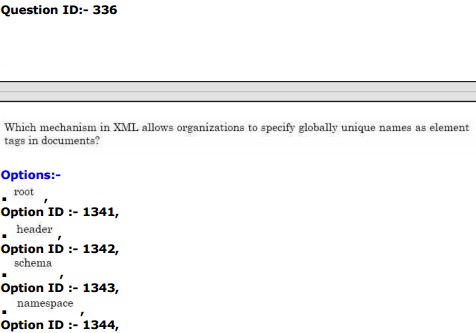 Question ID:- 336
Which mechanism in XML allows organizations to specify globally unique names as element
tags in documents?
Options:-
▪ root ,
Option ID :- 1341,
▪ header ,
Option ID :- 1342,
▪ schema ,
Option ID :- 1343,
▪ namespace ,
Option ID :- 1344,